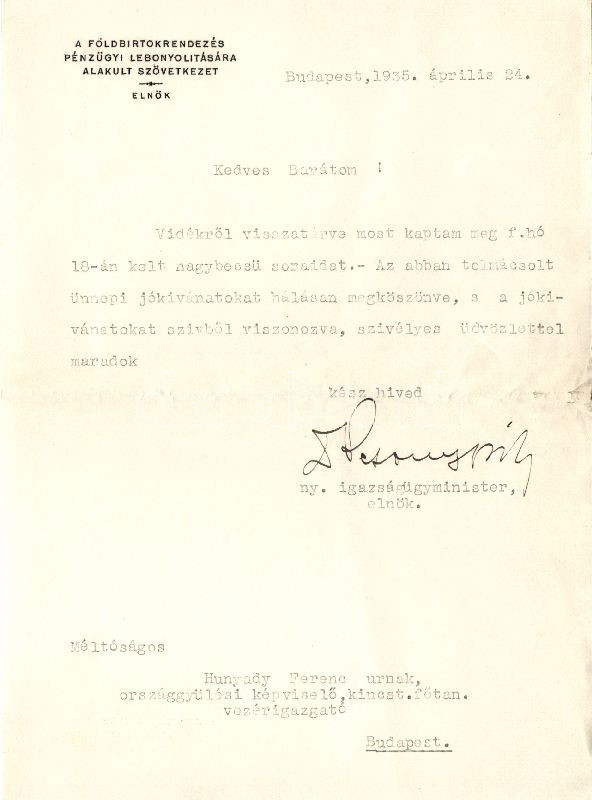 A FÖLDBIRTOKRENDEZÉS
PÉNZÜGYI LEBONYOLITÁSÁRA
ALAKULT SZÖVETKEZET
ELNÖK
Budapest,1935. április 24.
Kedves Barátom !
Vidékről visszatérve most kaptam meg f.hó
18-án kelt nagybecsü soraidat.- Az abban tolmácsolt
ünnepi jókivánatokat hálásan megköszönve, s a jóki-
vánatokat szivből viszonozva, szivélyes üdvözlettel
maradok
kész hived
ny. igazságügyminister,
elnök.
Méltóságos
Hunyady Ferenc urnak,
országgyülési képviselő,kincst.főtan.
vezérigazgató
Budapest.